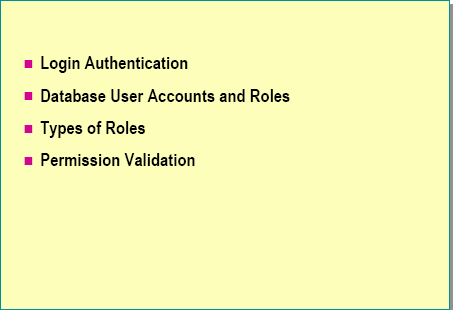 Login Authentication
Database User Accounts and Roles
Types of Roles
Permission Validation